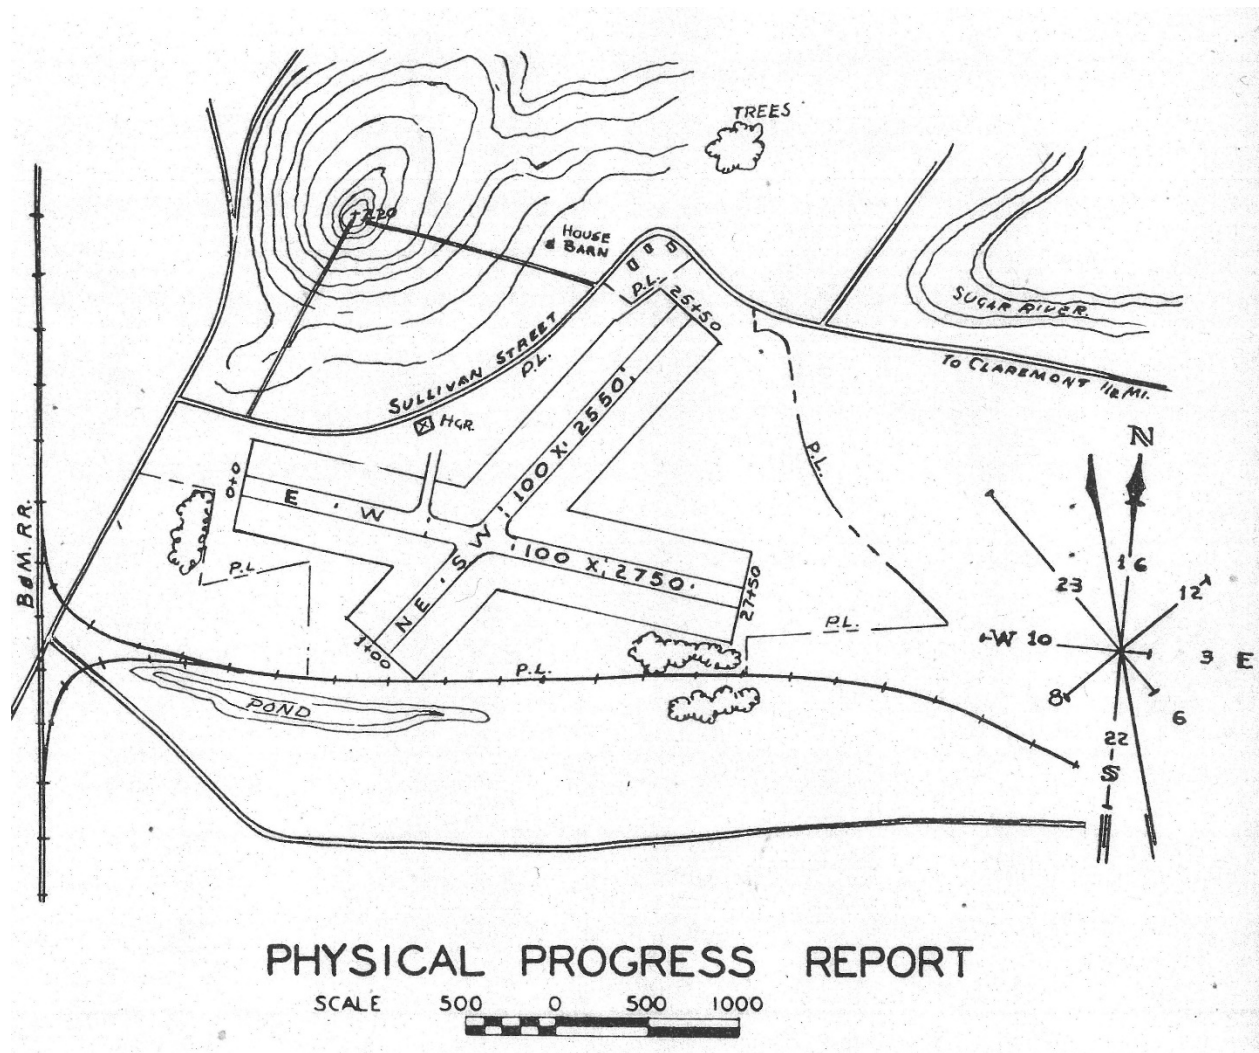 TREES
+220
HOUSE
& BARN
P.L.
25+50
SUGAR RIVER
SULLIVAN STREET
P.L.
TO CLAREMONT 1½ MI.
HGR.
100 X 2550'
P.L.
N
0+0
E - W
NE - SW
100 X 2750'
27+50
B & M. R.R.
P.L.
1+00
P.L.
P.L.
POND
16
23
12
W 10
3 E
8
6
22
S
PHYSICAL PROGRESS REPORT
SCALE 500 0 500 1000